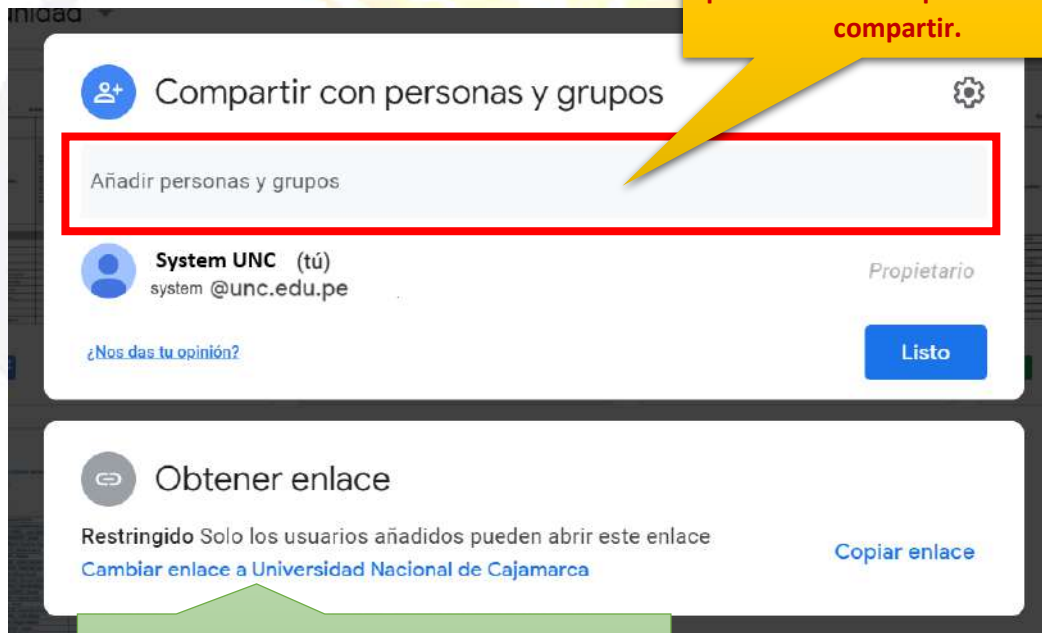 unidad
compartir.
Compartir con personas y grupos
Añadir personas y grupos
System UNC (tú)
system @unc.edu.pe
Propietario
¿Nos das tu opinión?
Listo
Obtener enlace
Restringido Solo los usuarios añadidos pueden abrir este enlace
Cambiar enlace a Universidad Nacional de Cajamarca
Copiar enlace